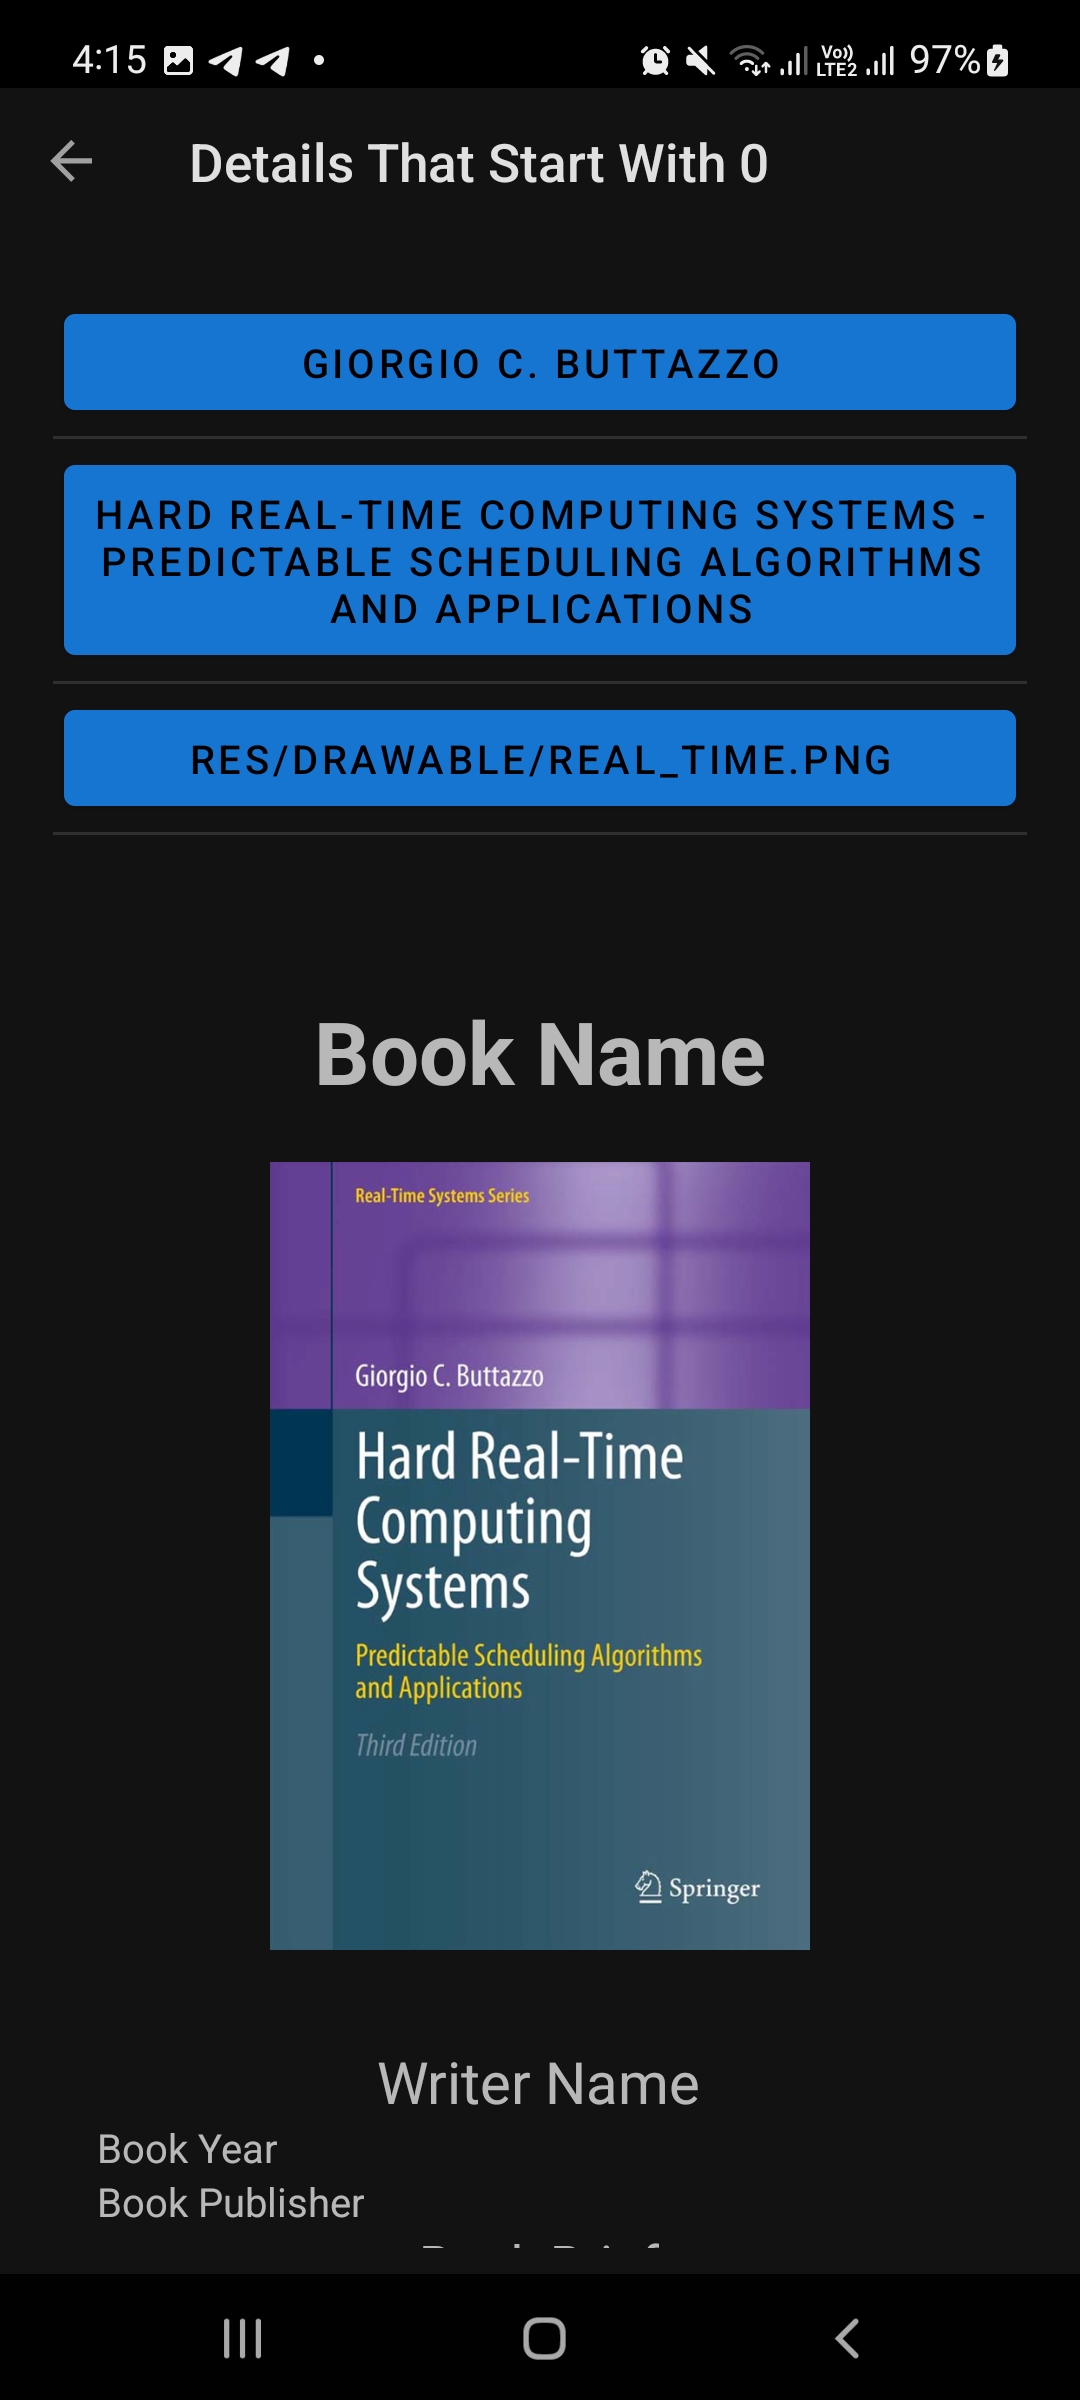 4:15
Vo))
LTE2
97%
Details That Start With 0
GIORGIO C. BUTTAZZO
HARD REAL-TIME COMPUTING SYSTEMS -
PREDICTABLE SCHEDULING ALGORITHMS
AND APPLICATIONS
RES/DRAWABLE/REAL_TIME.PNG
Book Name
Real-Time Systems Series
Giorgio C. Buttazzo
Hard Real-Time
Computing
Systems
Predictable Scheduling Algorithms
and Applications
Third Edition
Springer
Writer Name
Book Year
Book Publisher